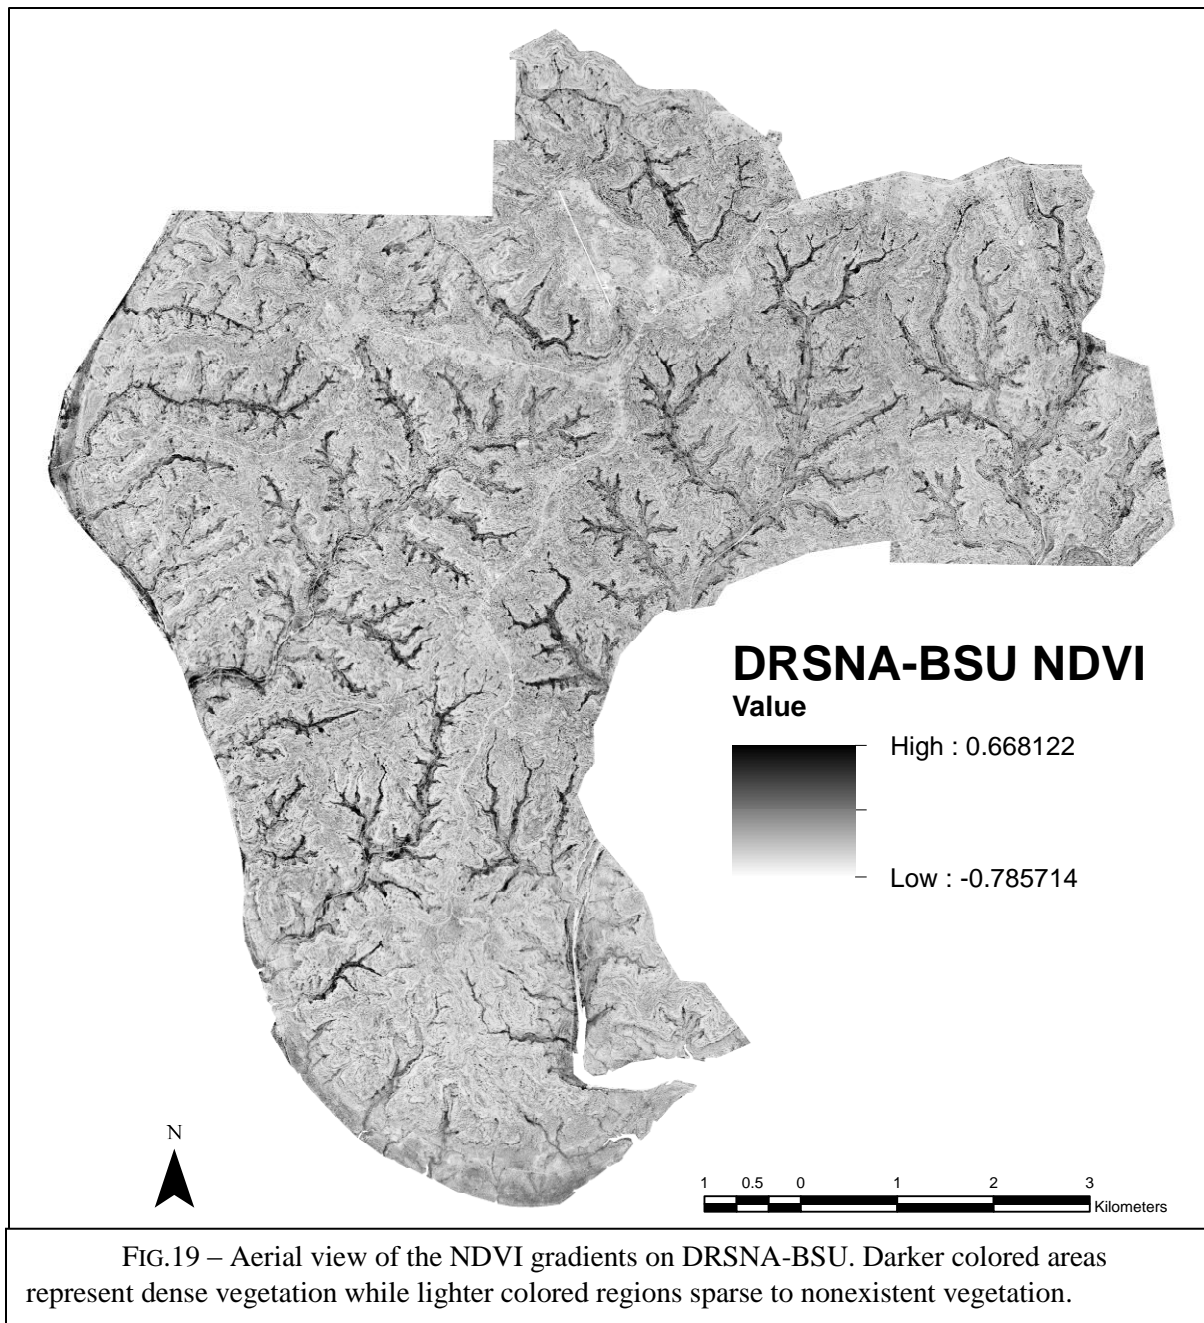 DRSNA-BSU NDVI
Value
High : 0.668122
Low : -0.785714
N
1 0.5 0 1 2 3
Kilometers
FIG.19 – Aerial view of the NDVI gradients on DRSNA-BSU. Darker colored areas
represent dense vegetation while lighter colored regions sparse to nonexistent vegetation.